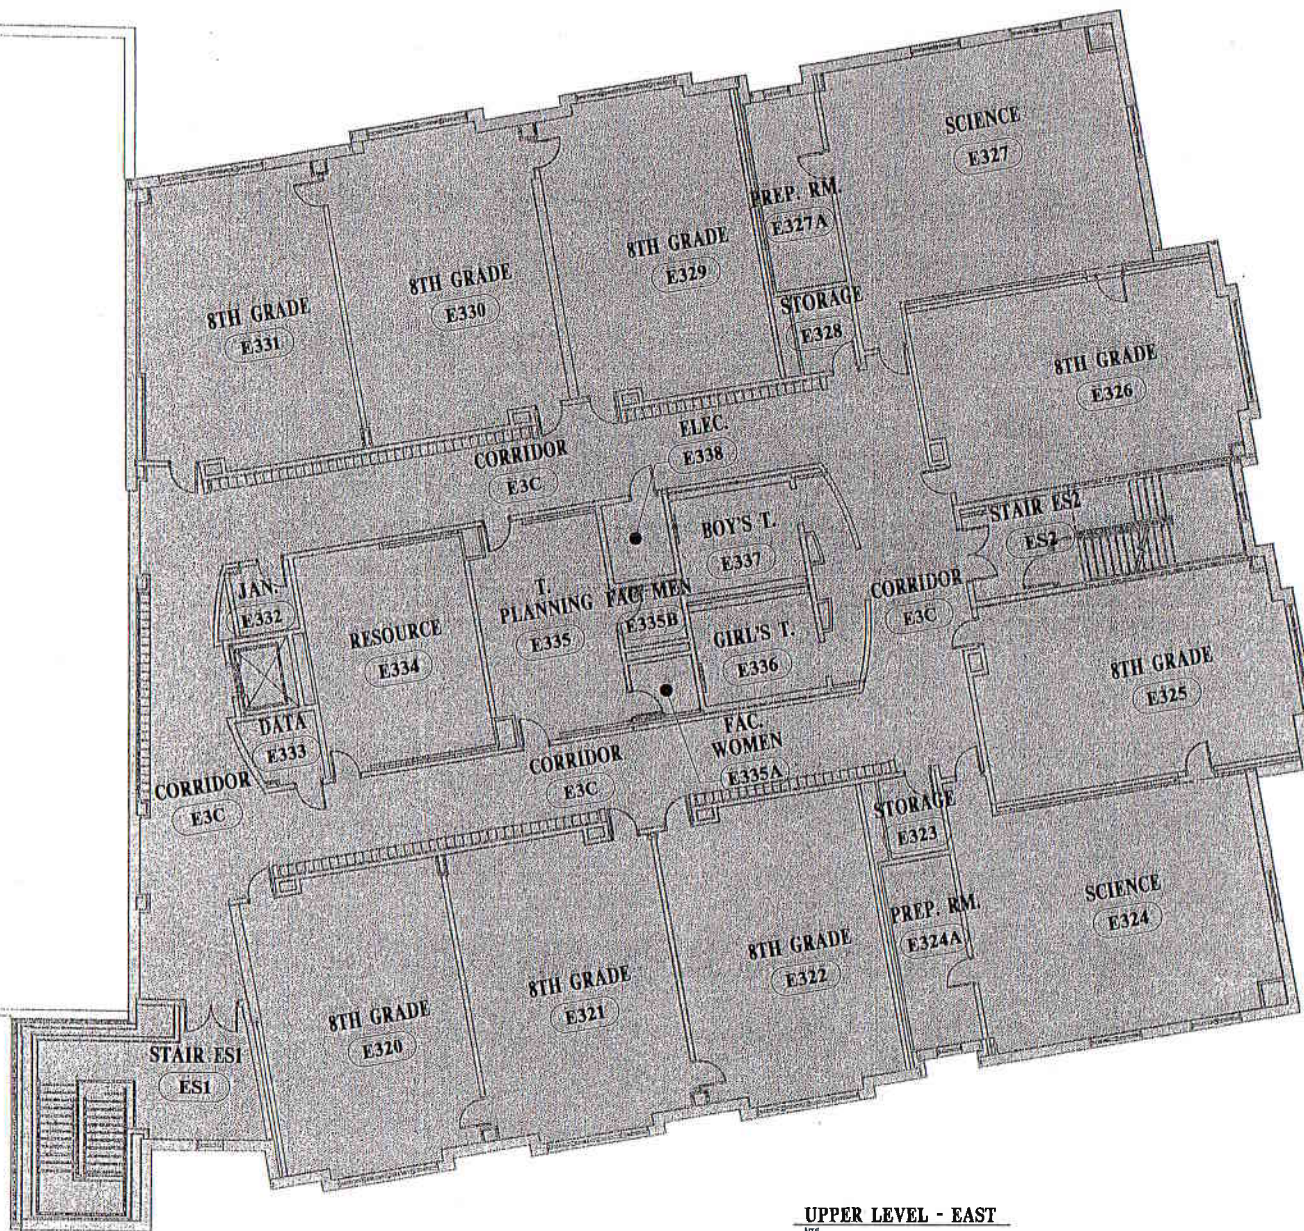 SCIENCE
E327
PREP. RM.
E327A
8TH GRADE
E329
8TH GRADE
E330
8TH GRADE
E331
STORAGE
E328
8TH GRADE
E326
ELEC.
E338
CORRIDOR
E3C
STAIR ES2
ES2
BOY'S T.
E337
JAN.
E332
T.
PLANNING
E335
FAC. MEN
E335B
CORRIDOR
E3C
RESOURCE
E334
GIRL'S T.
E336
8TH GRADE
E325
DATA
E333
FAC.
WOMEN
E335A
CORRIDOR
E3C
CORRIDOR
E3C
STORAGE
E323
SCIENCE
E324
PREP. RM.
E324A
8TH GRADE
E322
8TH GRADE
E321
8TH GRADE
E320
STAIR ES1
ES1
UPPER LEVEL - EAST